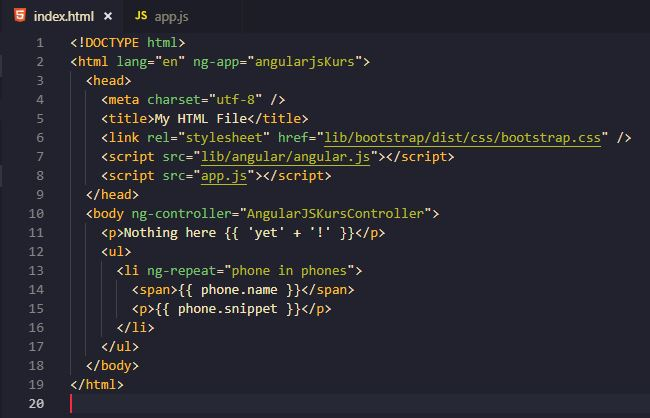 index.html × JS app.js
1 <!DOCTYPE html>
2 <html lang="en" ng-app="angularjsKurs">
3   <head>
4     <meta charset="utf-8" />
5     <title>My HTML File</title>
6     <link rel="stylesheet" href="lib/bootstrap/dist/css/bootstrap.css" />
7     <script src="lib/angular/angular.js"></script>
8     <script src="app.js"></script>
9   </head>
10   <body ng-controller="AngularJSKursController">
11     <p>Nothing here {{ 'yet' + '!' }}</p>
12     <ul>
13       <li ng-repeat="phone in phones">
14         <span>{{ phone.name }}</span>
15         <p>{{ phone.snippet }}</p>
16       </li>
17     </ul>
18   </body>
19 </html>
20